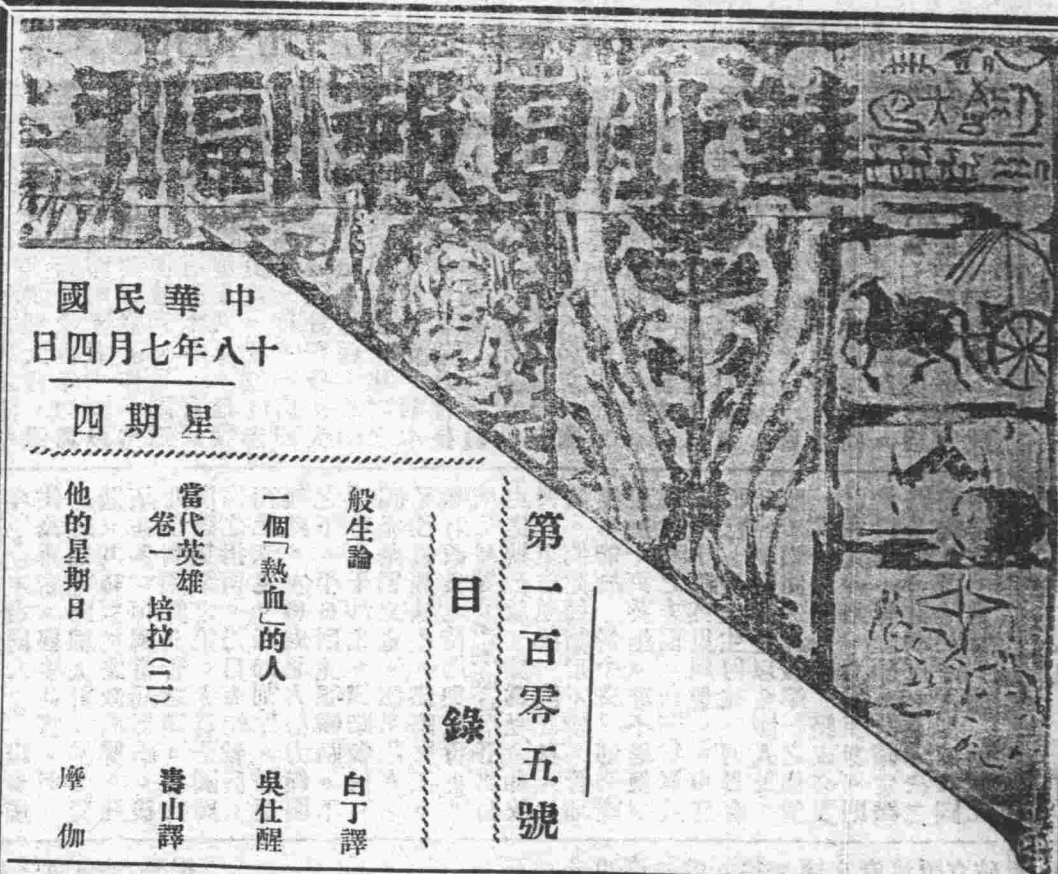 華北日報副刊
中華民國
十八年七月四日
星期四
第一百零五號
目錄
般生論 白丁譯
一個「熱血」的人 吳仕醒
當代英雄
卷一 培拉(二) 壽山譯
他的星期日 摩伽